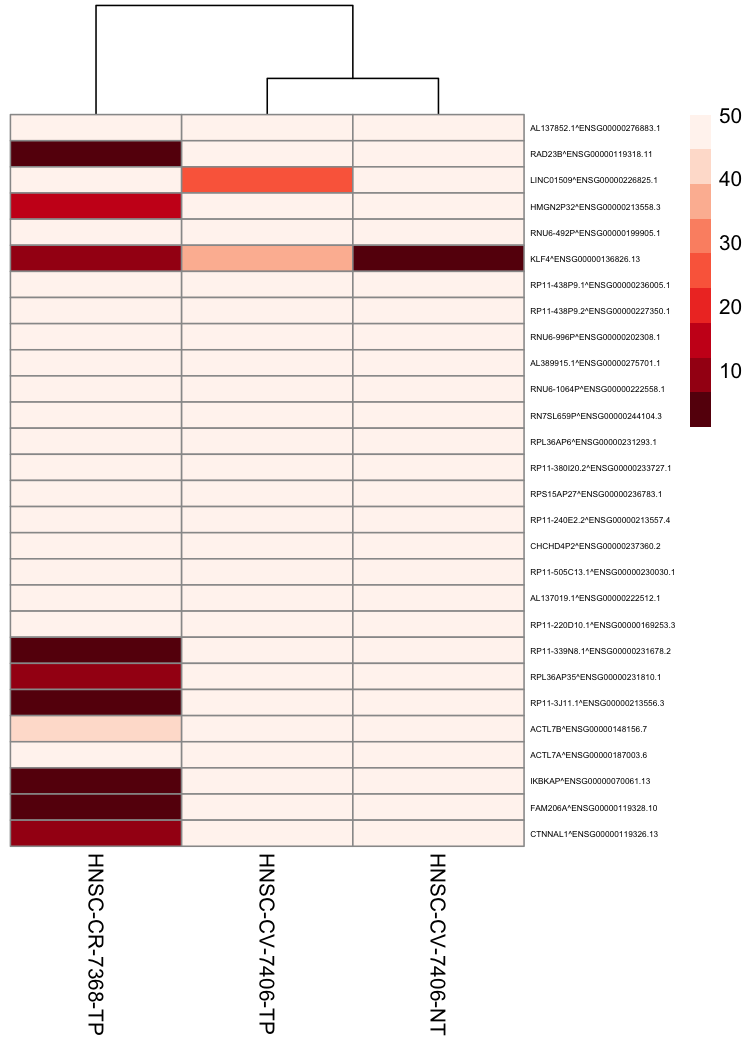 AL137852.1^ENSG00000276883.1
RAD23B^ENSG00000119318.11
LINC01509^ENSG00000226825.1
HMGN2P32^ENSG00000213558.3
RNU6-492P^ENSG00000199905.1
KLF4^ENSG00000136826.13
RP11-438P9.1^ENSG00000236005.1
RP11-438P9.2^ENSG00000227350.1
RNU6-996P^ENSG00000202308.1
AL389915.1^ENSG00000275701.1
RNU6-1064P^ENSG00000222558.1
RN7SL659P^ENSG00000244104.3
RPL36AP6^ENSG00000231293.1
RP11-380I20.2^ENSG00000233727.1
RPS15AP27^ENSG00000236783.1
RP11-240E2.2^ENSG00000213557.4
CHCHD4P2^ENSG00000237360.2
RP11-505C13.1^ENSG00000230030.1
AL137019.1^ENSG00000222512.1
RP11-220D10.1^ENSG00000169253.3
RP11-339N8.1^ENSG00000231678.2
RPL36AP35^ENSG00000231810.1
RP11-3J11.1^ENSG00000213556.3
ACTL7B^ENSG00000148156.7
ACTL7A^ENSG00000187003.6
IKBKAP^ENSG00000070061.13
FAM206A^ENSG00000119328.10
CTNNAL1^ENSG00000119326.13
50
40
30
20
10
HNSC-CR-7368-TP
HNSC-CV-7406-TP
HNSC-CV-7406-NT